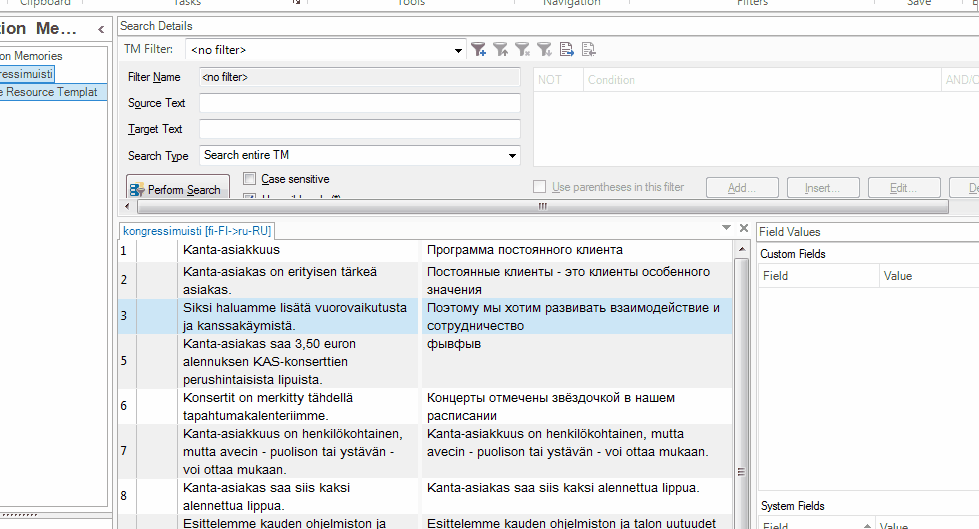 Clipboard Tasks Tools Navigation Filters Save
ion Me...
Search Details
on Memories
TM Filter: <no filter>
ressimuisti
Filter Name <no filter>
NOT Condition AND/O
e Resource Templat
Source Text
Target Text
Search Type Search entire TM
Case sensitive
Perform Search
Use parentheses in this filter Add... Insert... Edit... De
kongressimuisti [fi-FI->ru-RU]
Field Values
1 Kanta-asiakkuus Программа постоянного клиента
Custom Fields
Field Value
2 Kanta-asiakas on erityisen tärkeä asiakas. Постоянные клиенты - это клиенты особенного значения
3 Siksi haluamme lisätä vuorovaikutusta ja kanssakäymistä. Поэтому мы хотим развивать взаимодействие и сотрудничество
5 Kanta-asiakas saa 3,50 euron alennuksen KAS-konserttien perushintaisista lipuista. фывфыв
6 Konsertit on merkitty tähdellä tapahtumakalenteriimme. Концерты отмечены звёздочкой в нашем расписании
7 Kanta-asiakkuus on henkilökohtainen, mutta avecin - puolison tai ystävän - voi ottaa mukaan. Kanta-asiakkuus on henkilökohtainen, mutta avecin - puolison tai ystävän - voi ottaa mukaan.
8 Kanta-asiakas saa siis kaksi alennettua lippua. Kanta-asiakas saa siis kaksi alennettua lippua.
System Fields
Esittelemme kauden ohjelmiston ja Esittelemme kauden ohjelmiston ja talon uutuudet
Field Value